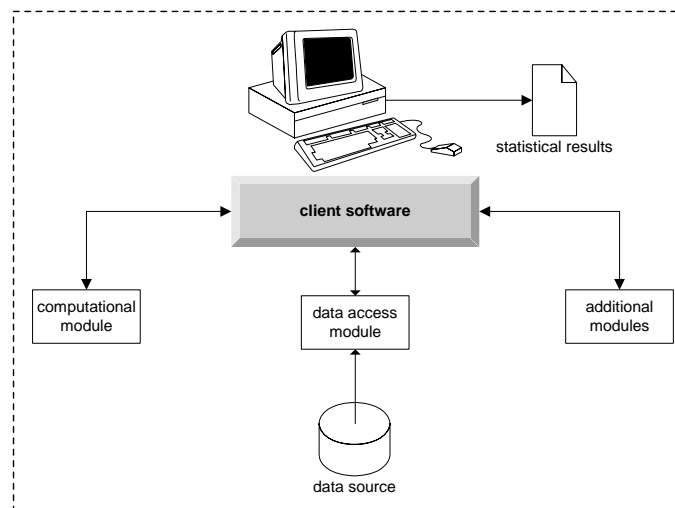 statistical results
client software
computational
module
data access
module
additional
modules
data source